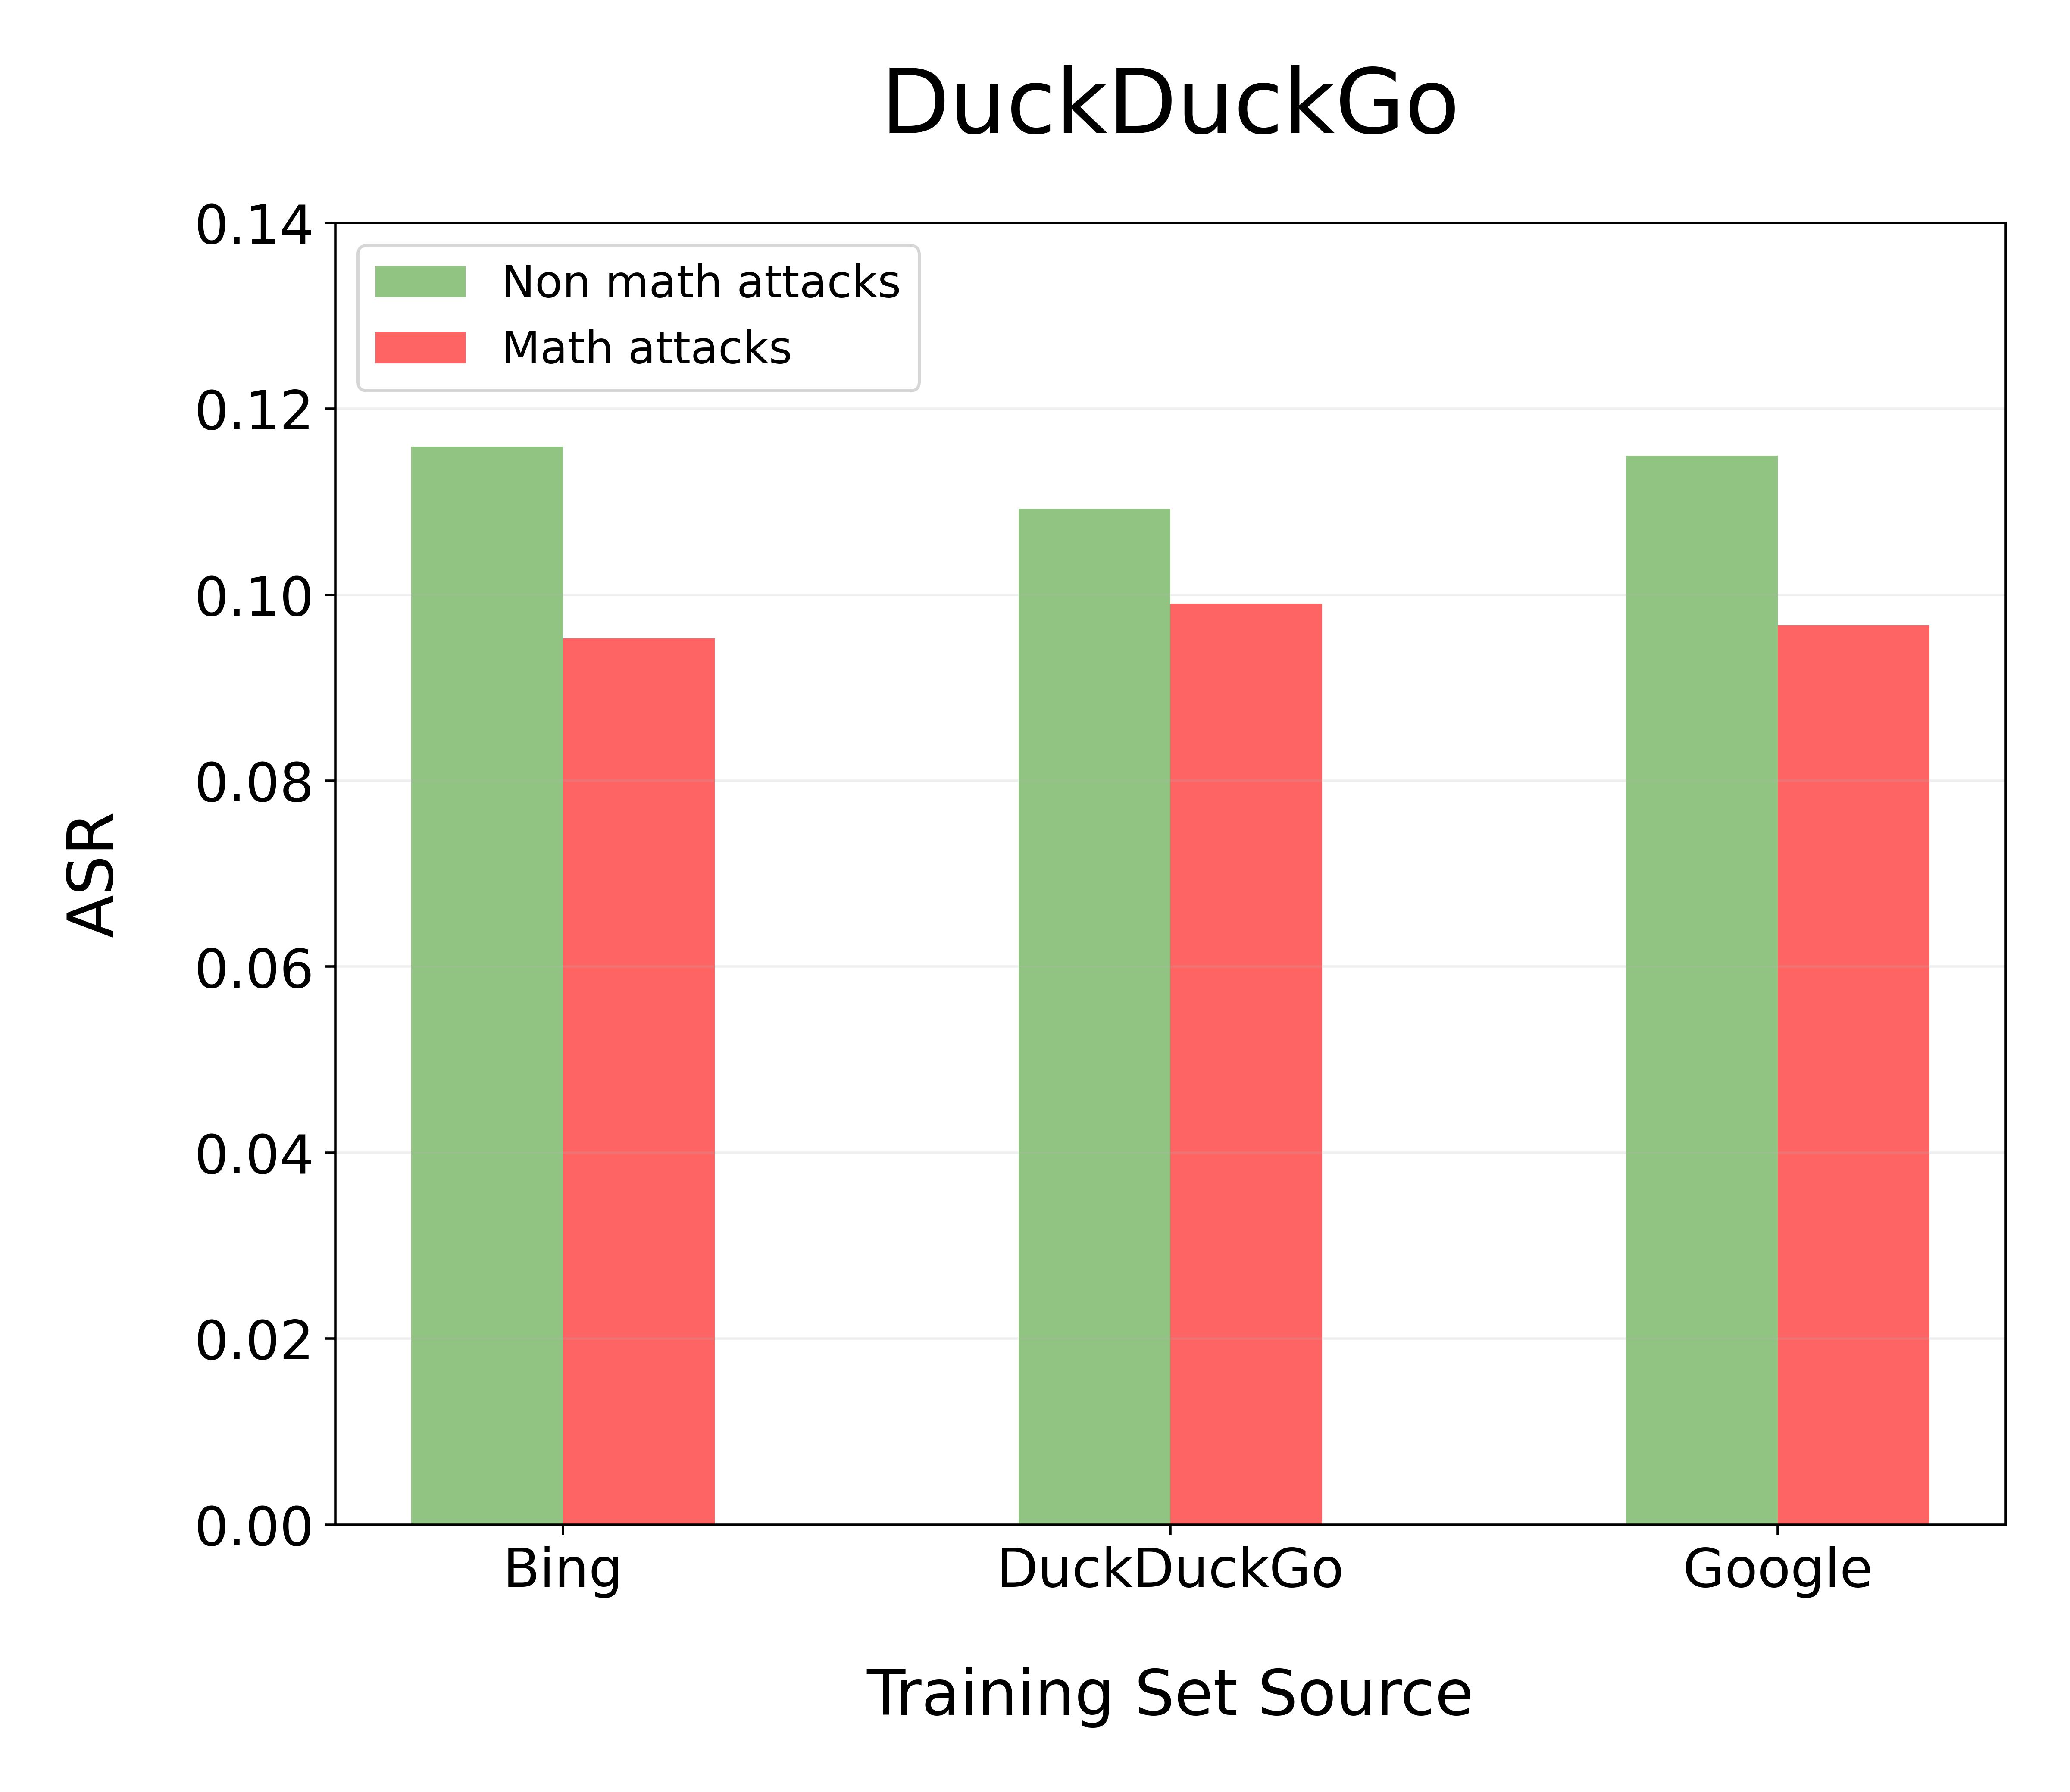 DuckDuckGo
0.14
Non math attacks
Math attacks
0.12
0.10
0.08
ASR
0.06
0.04
0.02
0.00
Bing DuckDuckGo Google
Training Set Source